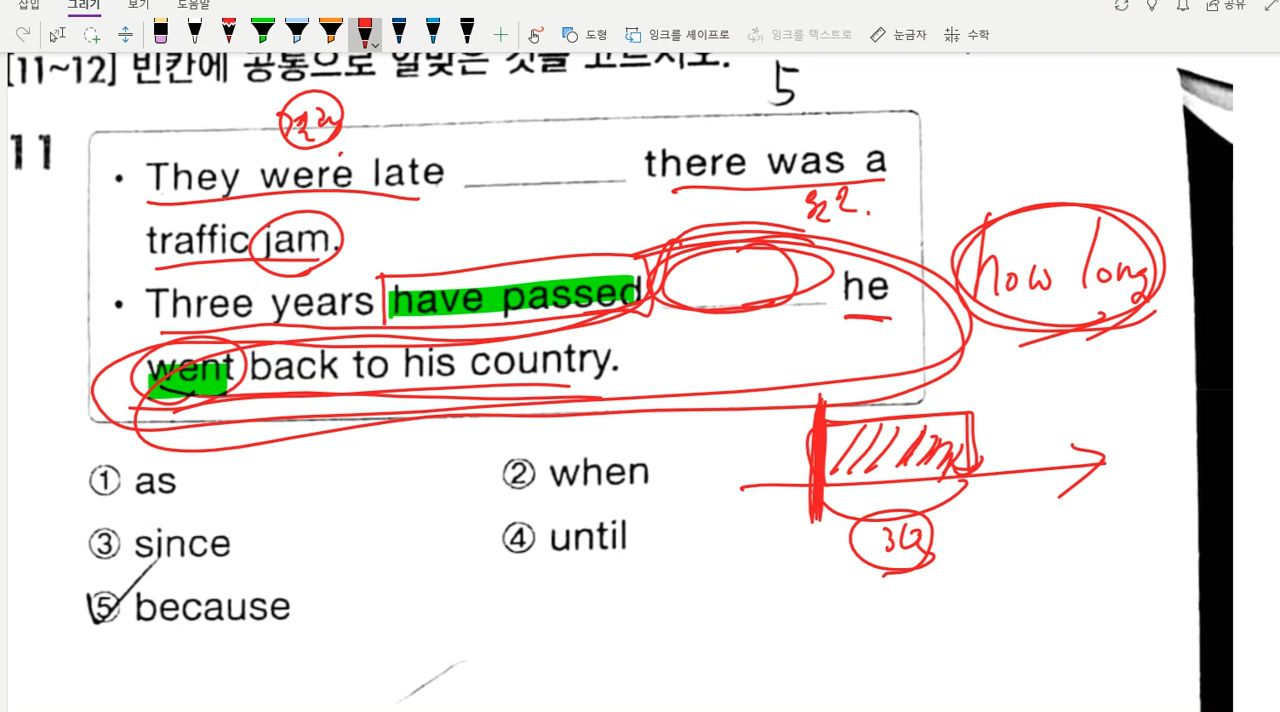 삽입 그리기 보기 도움말 공유
도형 잉크를 셰이프로 잉크를 텍스트로 눈금자 수학
[11~12] 빈칸에 공통으로 알맞은 것을 고르시오.
5
11
결과
• They were late ________ there was a
traffic jam.
• Three years have passed ________ he
went back to his country.
how long
① as
② when
③ since
④ until
⑤ because